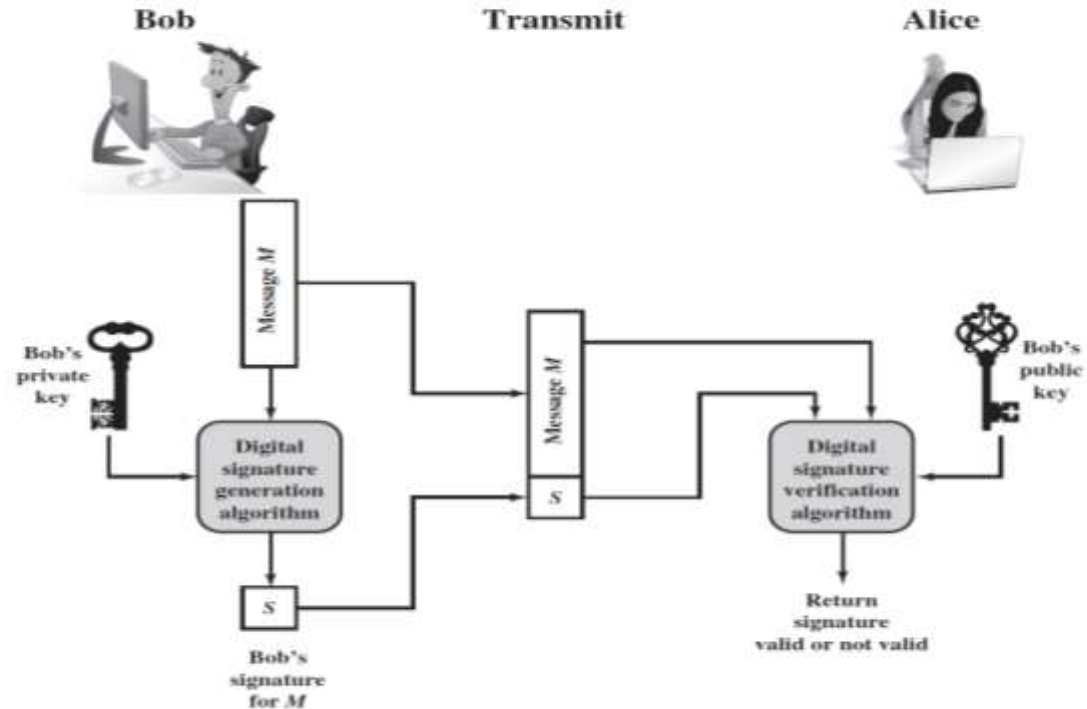 Bob
Transmit
Alice
Message M
Bob's
private
key
Message M
Bob's
public
key
Digital
signature
generation
algorithm
S
Digital
signature
verification
algorithm
S
Bob's
signature
for M
Return
signature
valid or not valid